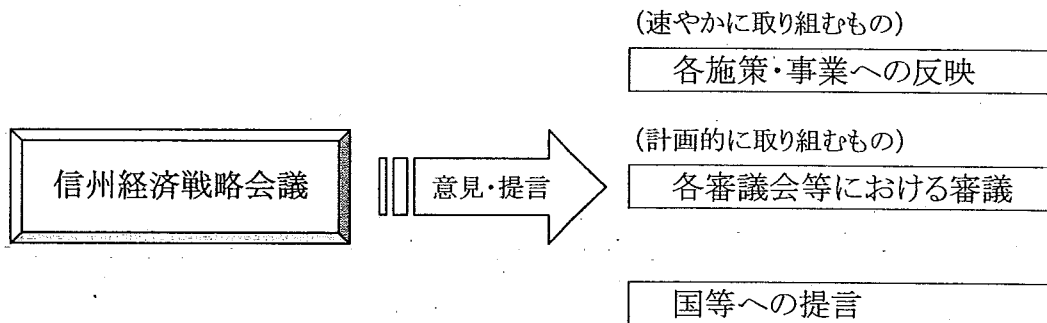 (速やかに取り組むもの)
各施策・事業への反映
(計画的に取り組むもの)
信州経済戦略会議
意見・提言
各審議会等における審議
国等への提言